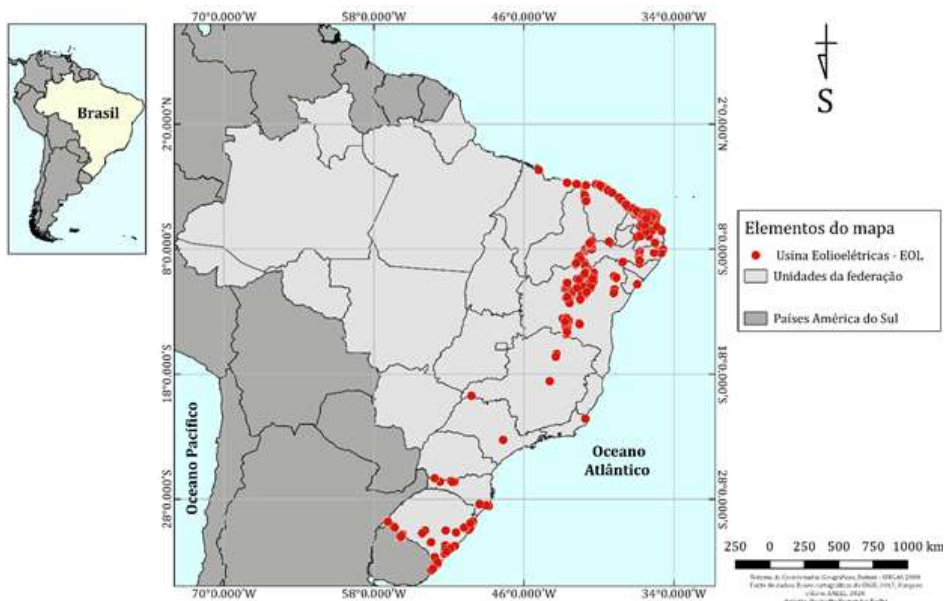 70°0.000'W 58°0.000'W 46°0.000'W 34°0.000'W
Brasil
S
2°0.000'N
2°0.000'N
8°0.000'S
8°0.000'S
18°0.000'S
18°0.000'S
28°0.000'S
28°0.000'S
Elementos do mapa
Usina Eolioelétricas - EOL
Unidades da federação
Países América do Sul
Oceano Pacífico
Oceano
Atlântico
70°0.000'W 58°0.000'W 46°0.000'W 34°0.000'W
250 0 250 500 750 1000 km